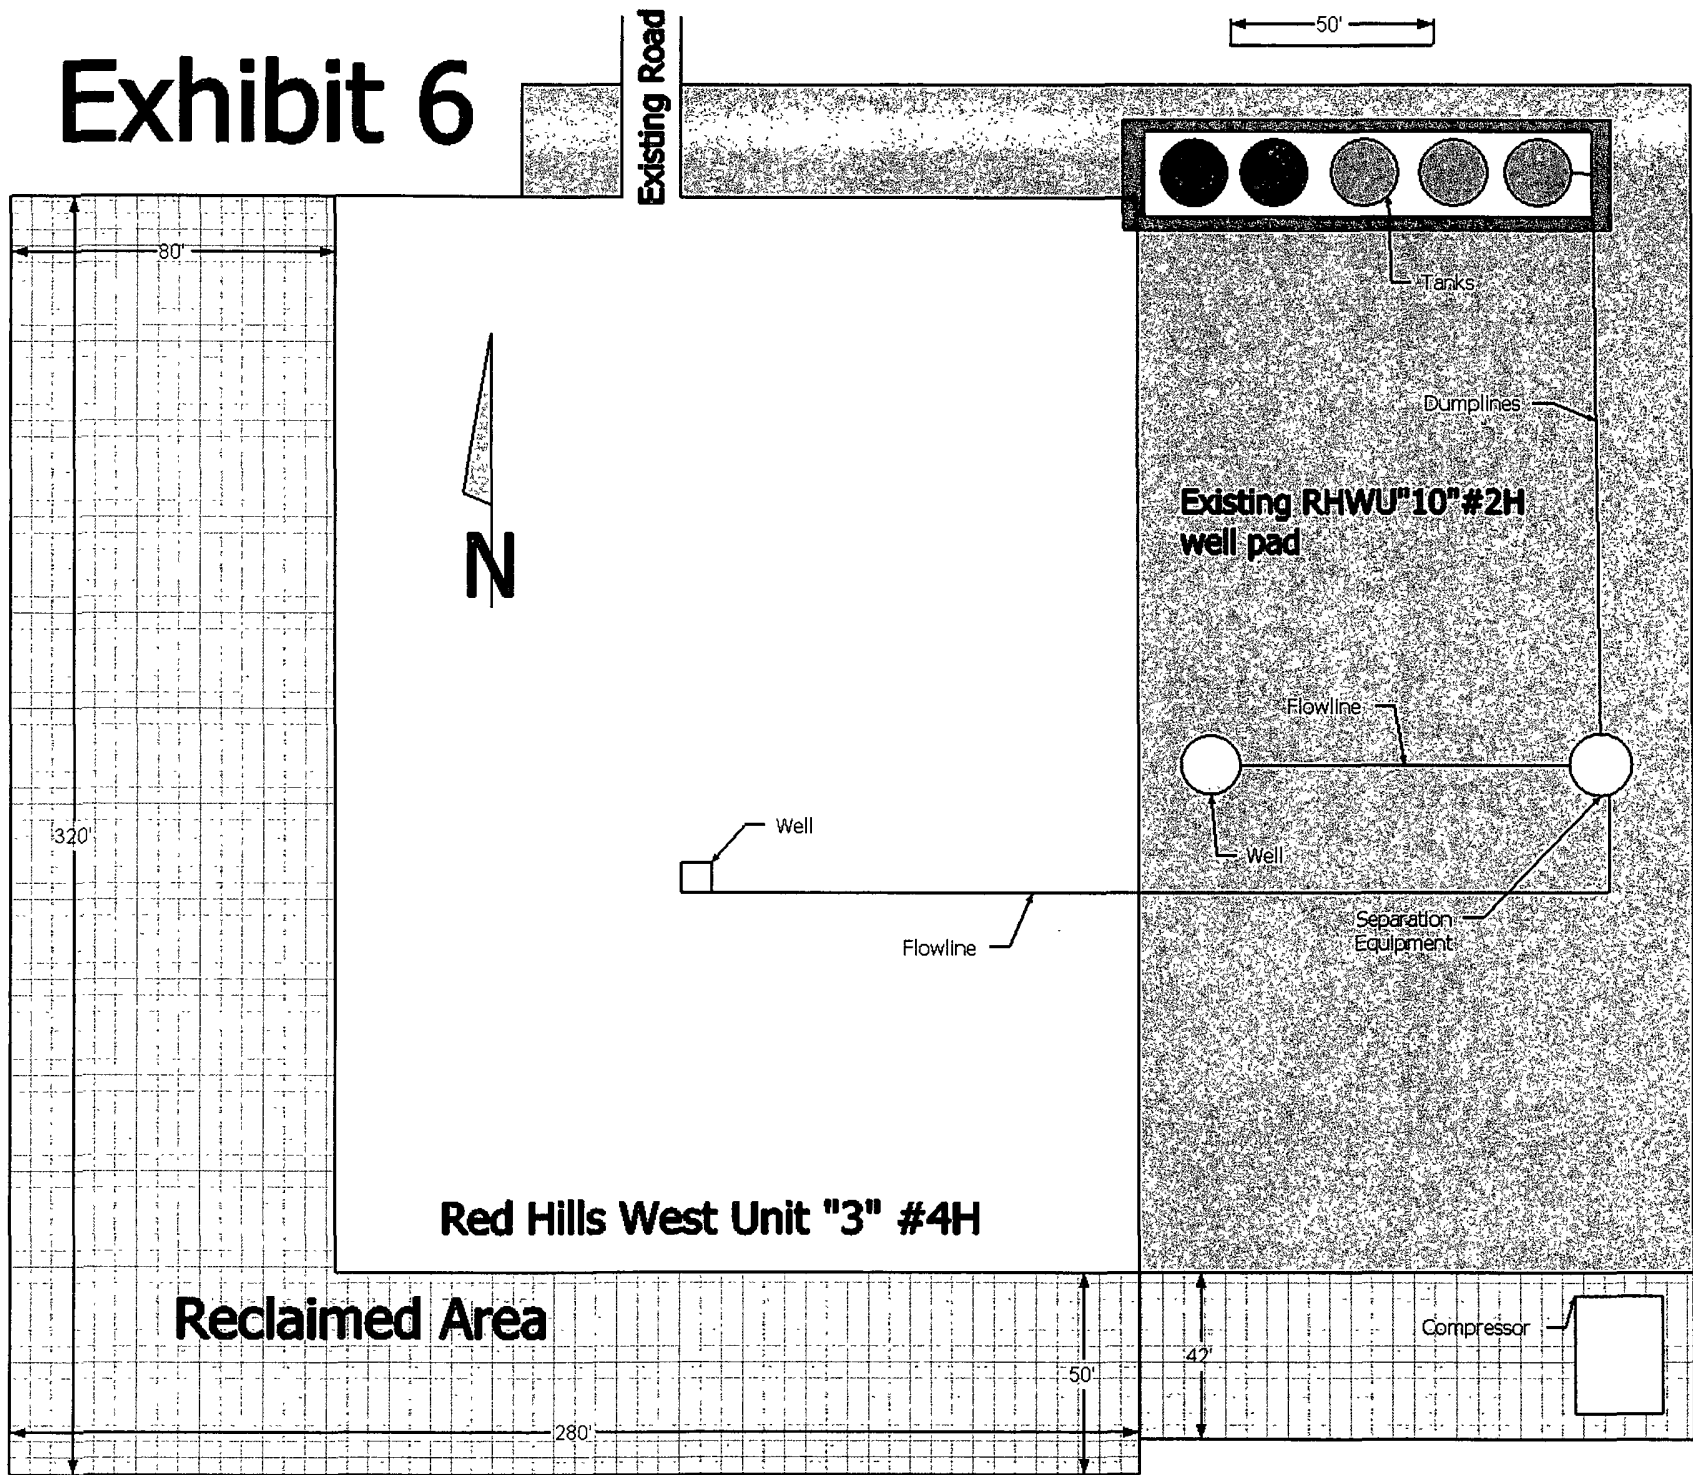 50'
Exhibit 6
Existing Road
80'
Tanks
Dumplines
Existing RHWU"10"#2H
well pad
N
Flowline
320'
Well
Well
Flowline
Separation
Equipment
Red Hills West Unit "3" #4H
Reclaimed Area
Compressor
42'
50'
280'